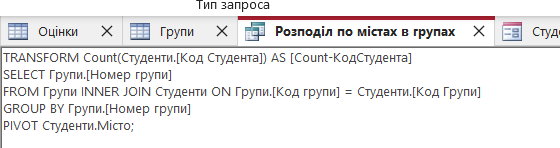 Тип запроса
Оцінки Групи Розподіл по містах в групах Студе
TRANSFORM Count(Студенти.[Код Студента]) AS [Count-КодСтудента]
SELECT Групи.[Номер групи]
FROM Групи INNER JOIN Студенти ON Групи.[Код групи] = Студенти.[Код Групи]
GROUP BY Групи.[Номер групи]
PIVOT Студенти.Місто;